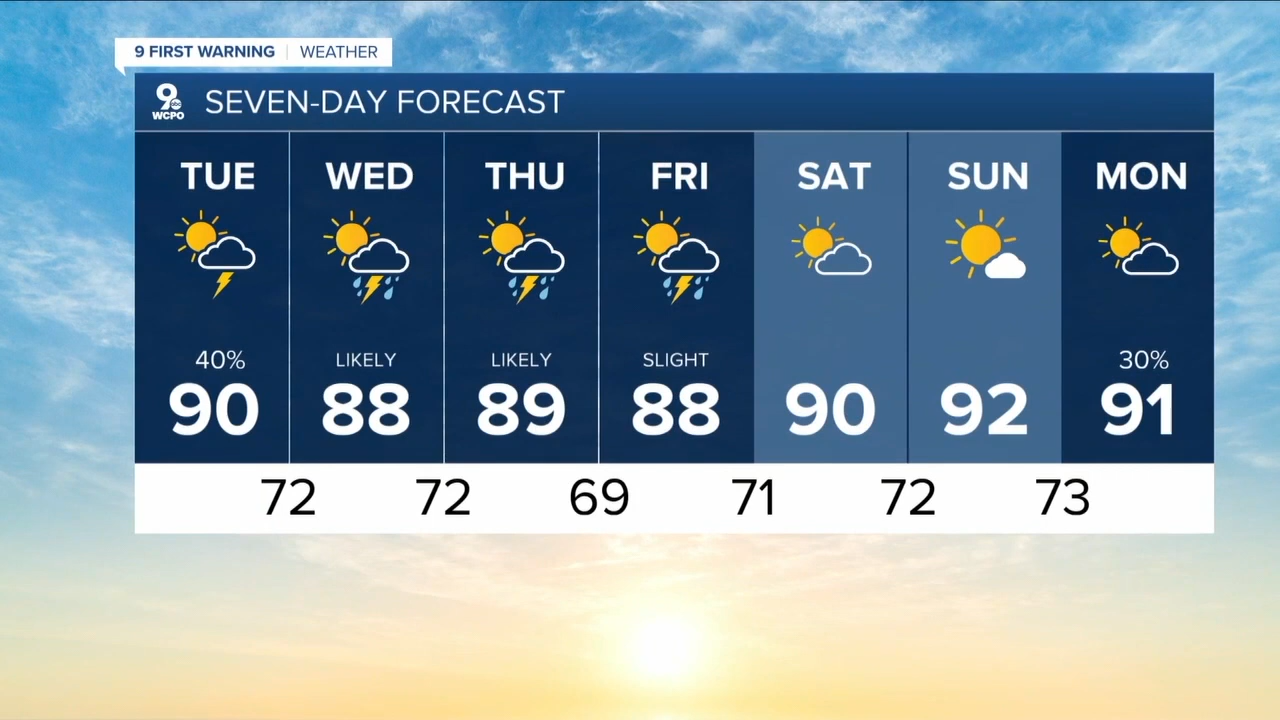 9 FIRST WARNING | WEATHER
9 abc
WCPO
SEVEN-DAY FORECAST
TUE WED THU FRI SAT SUN MON
40% LIKELY LIKELY SLIGHT 30%
90 88 89 88 90 92 91
72 72 69 71 72 73